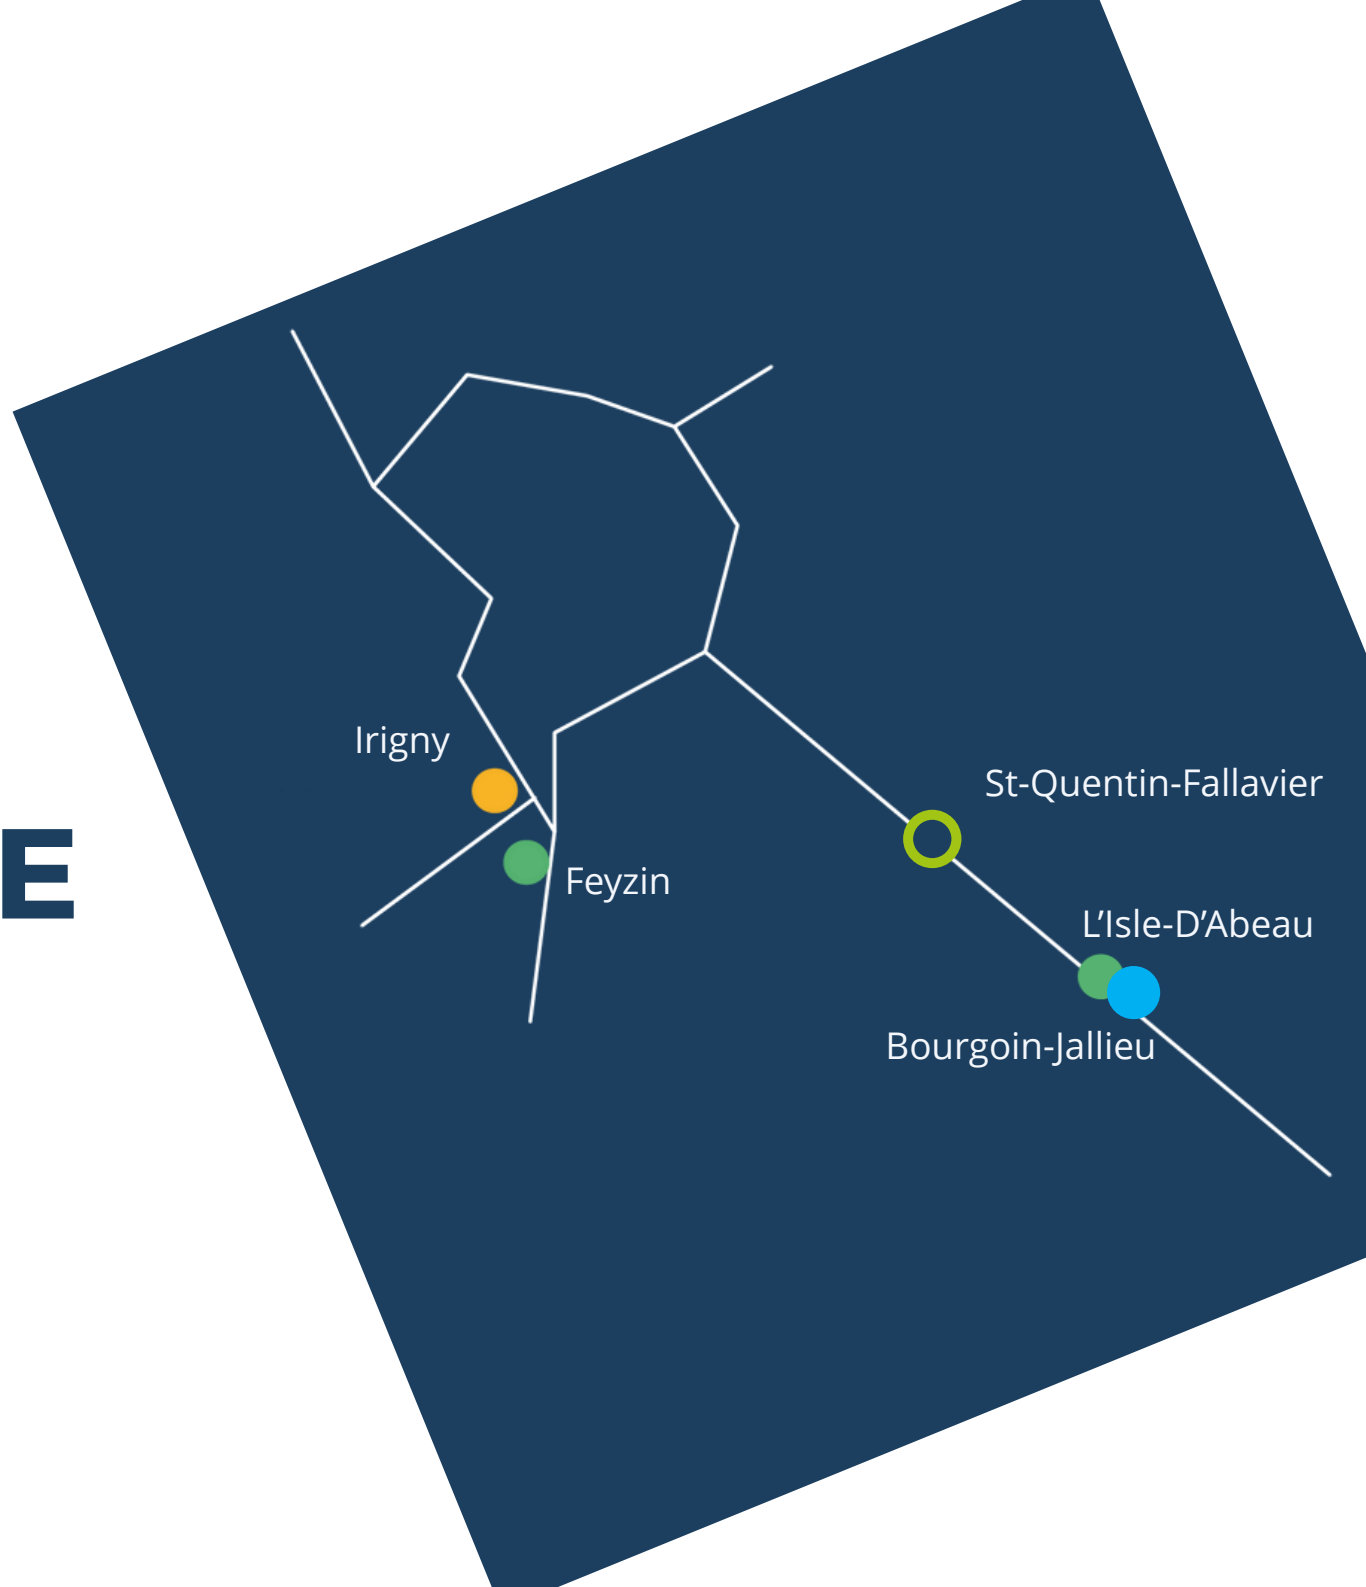 Irigny
St-Quentin-Fallavier
E
Feyzin
L’Isle-D’Abeau
Bourgoin-Jallieu